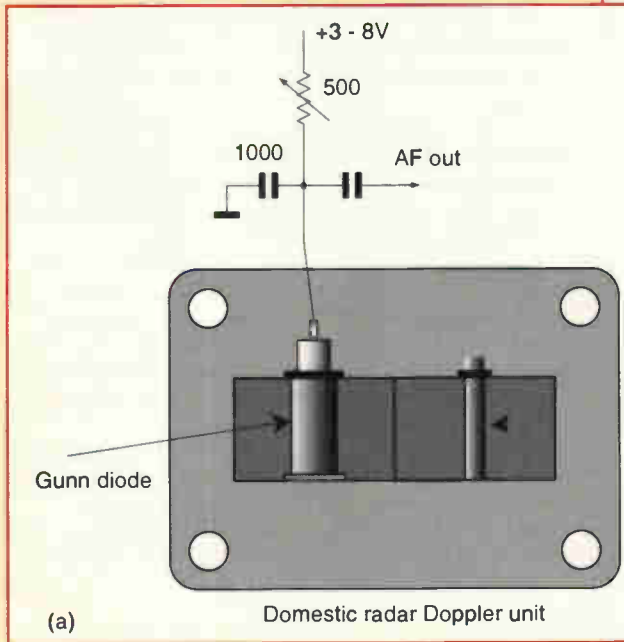 +3 - 8V
500
1000
AF out
Gunn diode
(a)
Domestic radar Doppler unit